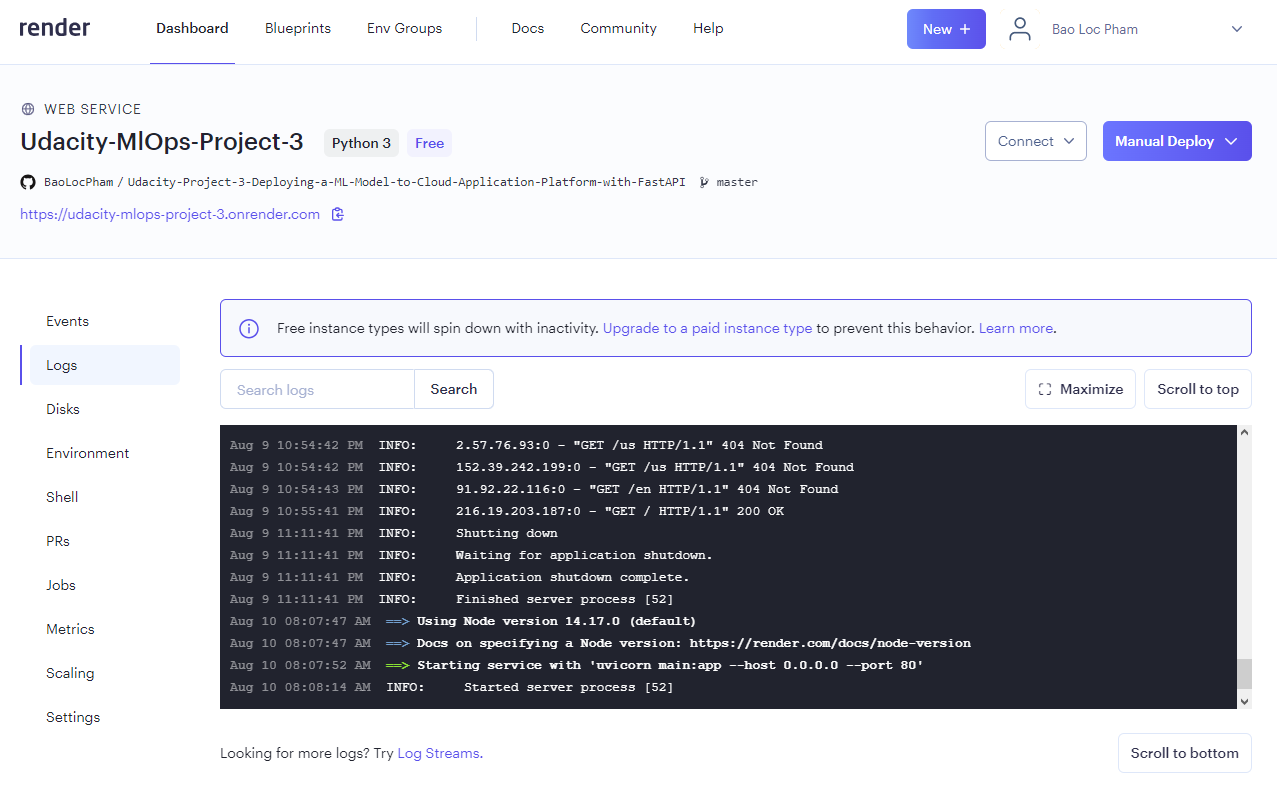 render Dashboard Blueprints Env Groups Docs Community Help New + Bao Loc Pham
WEB SERVICE
Udacity-MlOps-Project-3 Python 3 Free Connect Manual Deploy
BaoLocPham / Udacity-Project-3-Deploying-a-ML-Model-to-Cloud-Application-Platform-with-FastAPI master
https://udacity-mlops-project-3.onrender.com
Events
Logs
Disks
Environment
Shell
PRs
Jobs
Metrics
Scaling
Settings
Free instance types will spin down with inactivity. Upgrade to a paid instance type to prevent this behavior. Learn more.
Search logs Search Maximize Scroll to top
Aug 9 10:54:42 PM INFO: 2.57.76.93:0 - "GET /us HTTP/1.1" 404 Not Found
Aug 9 10:54:42 PM INFO: 152.39.242.199:0 - "GET /us HTTP/1.1" 404 Not Found
Aug 9 10:54:43 PM INFO: 91.92.22.116:0 - "GET /en HTTP/1.1" 404 Not Found
Aug 9 10:55:41 PM INFO: 216.19.203.187:0 - "GET / HTTP/1.1" 200 OK
Aug 9 11:11:41 PM INFO: Shutting down
Aug 9 11:11:41 PM INFO: Waiting for application shutdown.
Aug 9 11:11:41 PM INFO: Application shutdown complete.
Aug 9 11:11:41 PM INFO: Finished server process [52]
Aug 10 08:07:47 AM ==> Using Node version 14.17.0 (default)
Aug 10 08:07:47 AM ==> Docs on specifying a Node version: https://render.com/docs/node-version
Aug 10 08:07:52 AM ==> Starting service with 'uvicorn main:app --host 0.0.0.0 --port 80'
Aug 10 08:08:14 AM INFO: Started server process [52]
Looking for more logs? Try Log Streams. Scroll to bottom